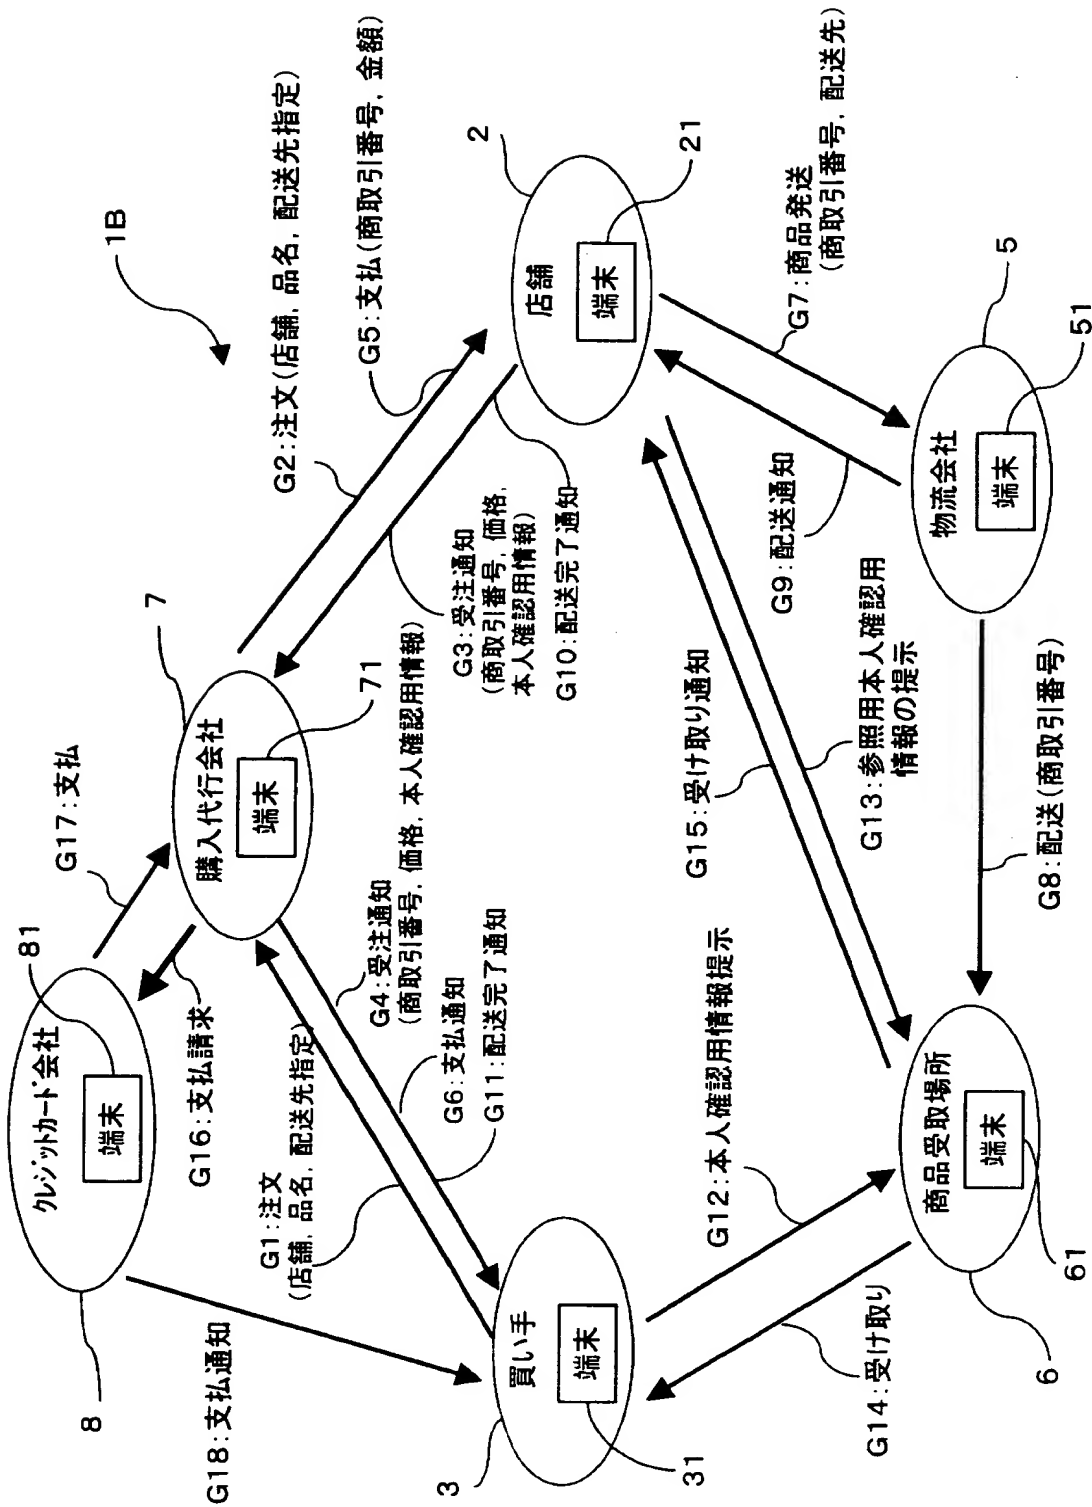 1B
クレジットカード会社
端末
81
8
G17:支払
G16:支払請求
G18:支払通知
7
購入代行会社
端末
71
G2:注文(店舗, 品名, 配送先指定)
G5:支払(商取引番号, 金額)
G3:受注通知
(商取引番号, 価格,
本人確認用情報)
G10:配送完了通知
2
店舗
端末
21
G1:注文
(店舗, 品名, 配送先指定)
G4:受注通知
(商取引番号, 価格, 本人確認用情報)
G6:支払通知
G11:配送完了通知
3
買い手
端末
31
G12:本人確認用情報提示
G14:受け取り
G15:受け取り通知
G13:参照用本人確認用
情報の提示
G9:配送通知
G7:商品発送
(商取引番号, 配送先)
5
物流会社
端末
51
G8:配送(商取引番号)
商品受取場所
端末
61
6